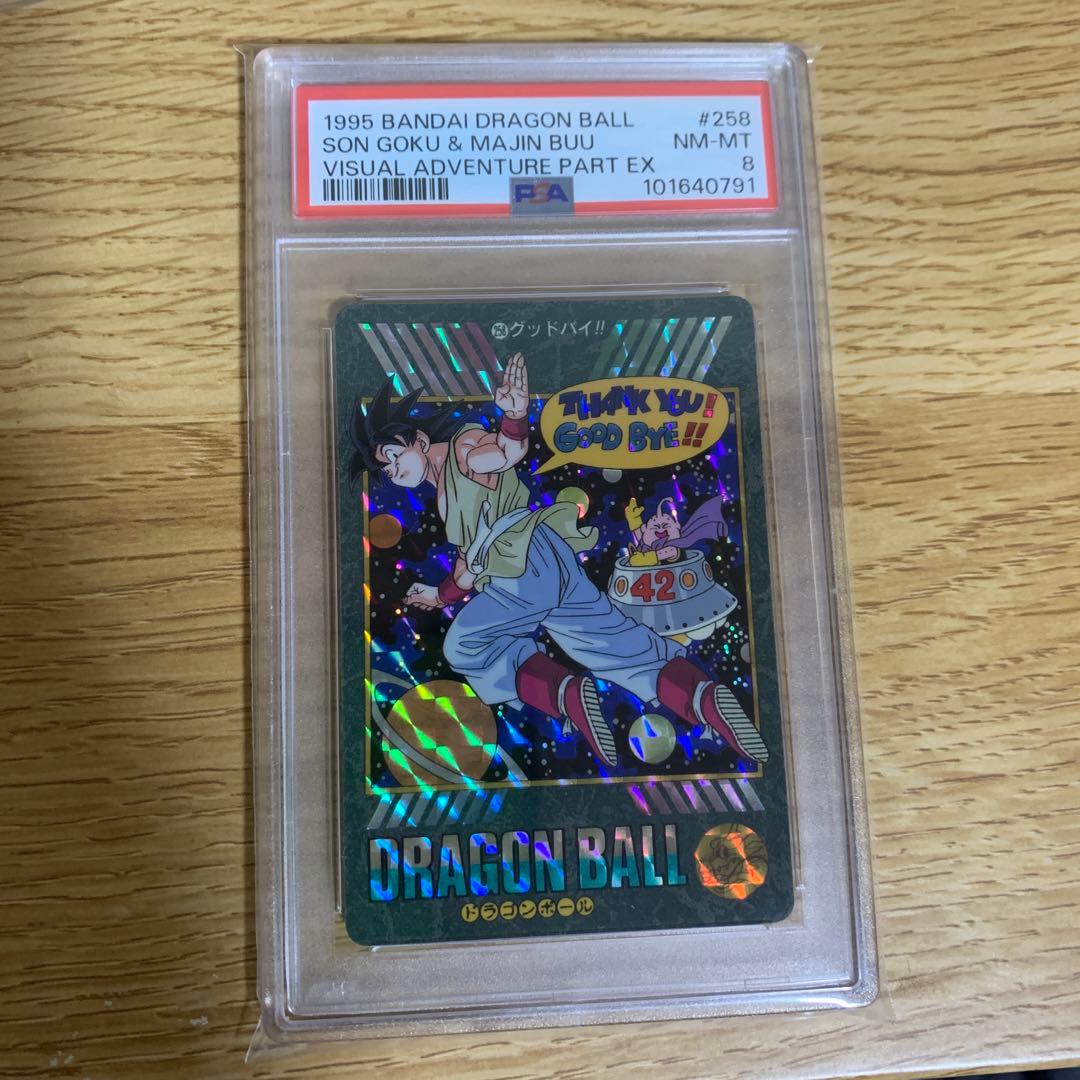 1995 BANDAI DRAGON BALL #258
SON GOKU & MAJIN BUU NM-MT
VISUAL ADVENTURE PART EX 8
PSA 101640791
258 グッドバイ!!
THANK YOU!
GOOD BYE!!
42
DRAGON BALL
ドラゴンボール